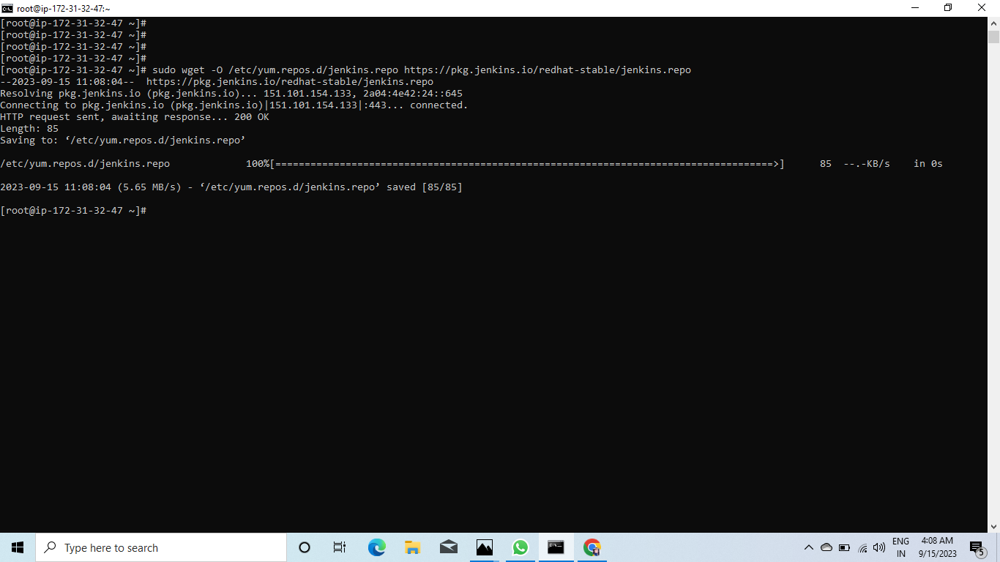 root@ip-172-31-32-47:~
[root@ip-172-31-32-47 ~]#
[root@ip-172-31-32-47 ~]#
[root@ip-172-31-32-47 ~]#
[root@ip-172-31-32-47 ~]#
[root@ip-172-31-32-47 ~]# sudo wget -O /etc/yum.repos.d/jenkins.repo https://pkg.jenkins.io/redhat-stable/jenkins.repo
--2023-09-15 11:08:04--  https://pkg.jenkins.io/redhat-stable/jenkins.repo
Resolving pkg.jenkins.io (pkg.jenkins.io)... 151.101.154.133, 2a04:4e42:24::645
Connecting to pkg.jenkins.io (pkg.jenkins.io)|151.101.154.133|:443... connected.
HTTP request sent, awaiting response... 200 OK
Length: 85
Saving to: ‘/etc/yum.repos.d/jenkins.repo’
/etc/yum.repos.d/jenkins.repo             100%[=====================================================================================>]      85  --.-KB/s    in 0s
2023-09-15 11:08:04 (5.65 MB/s) - ‘/etc/yum.repos.d/jenkins.repo’ saved [85/85]
[root@ip-172-31-32-47 ~]#
Type here to search
ENG
IN
4:08 AM
9/15/2023
5